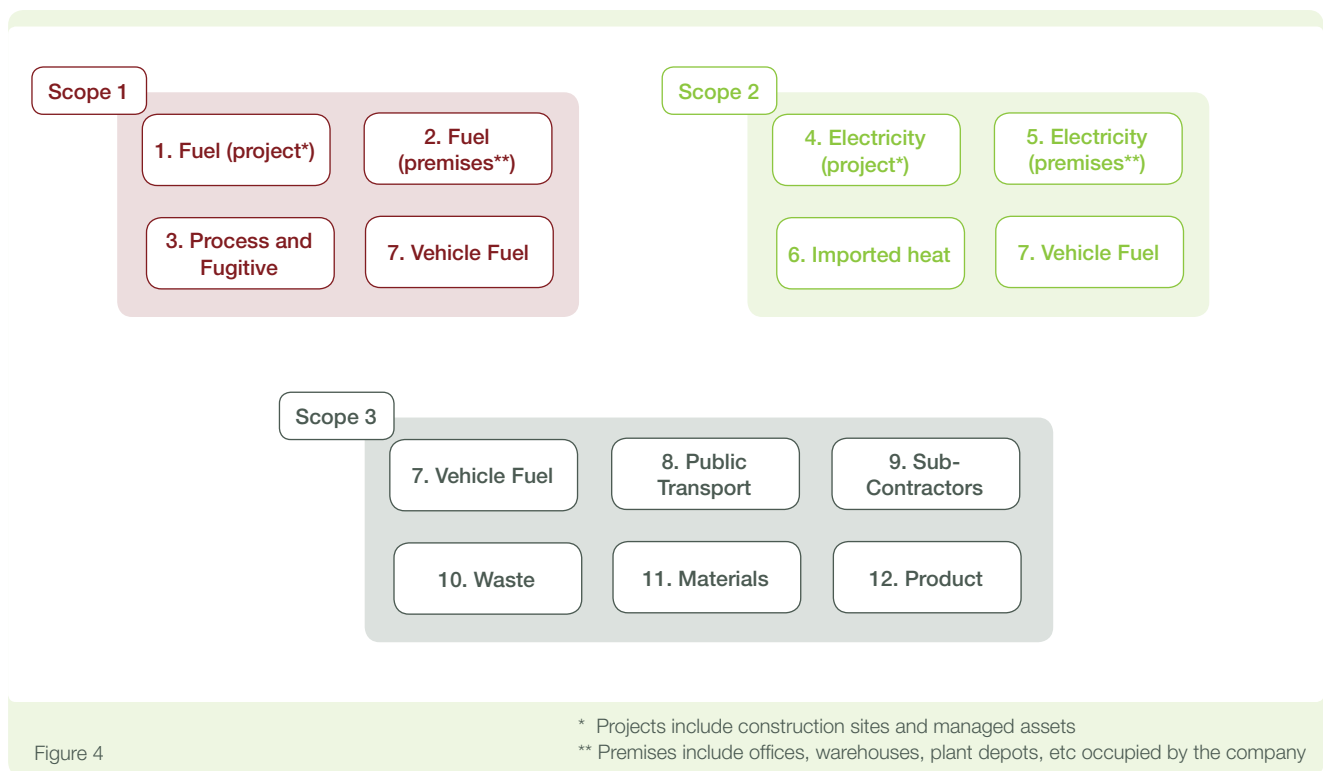 Scope 1
1. Fuel (project*)
2. Fuel
(premises**)
3. Process and
Fugitive
7. Vehicle Fuel
Scope 2
4. Electricity
(project*)
5. Electricity
(premises**)
6. Imported heat
7. Vehicle Fuel
Scope 3
7. Vehicle Fuel
8. Public
Transport
9. Sub-
Contractors
10. Waste
11. Materials
12. Product
Figure 4
* Projects include construction sites and managed assets
** Premises include offices, warehouses, plant depots, etc occupied by the company